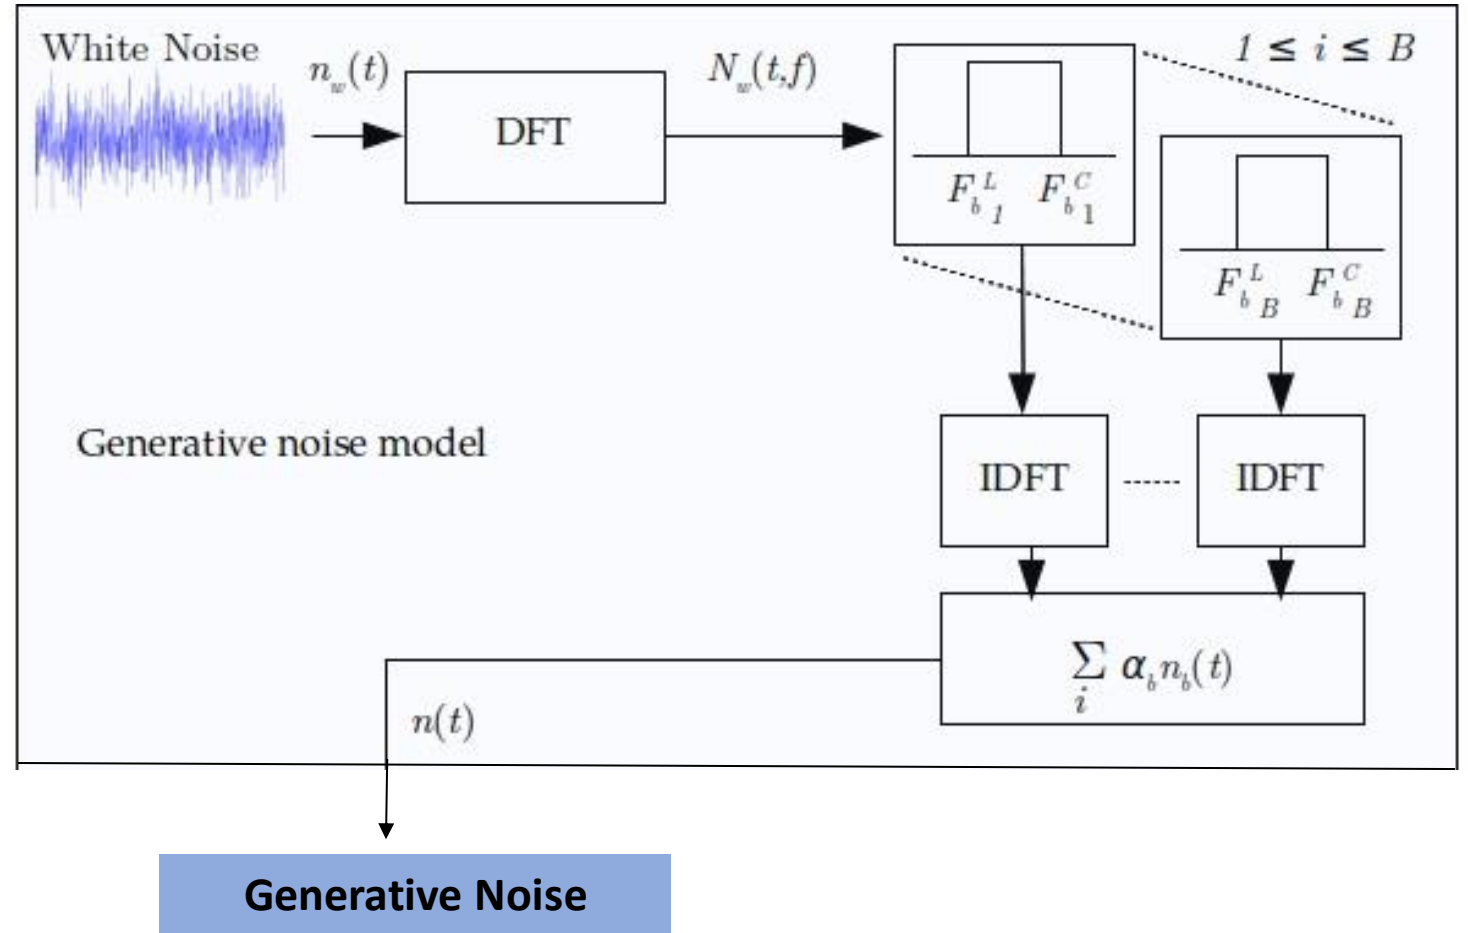 White Noise
n_w(t)
DFT
N_w(t,f)
1 ≤ i ≤ B
F_b^L_1 F_b^C_1
F_b^L_B F_b^C_B
Generative noise model
IDFT ...... IDFT
∑_i α_b n_b(t)
n(t)
Generative Noise